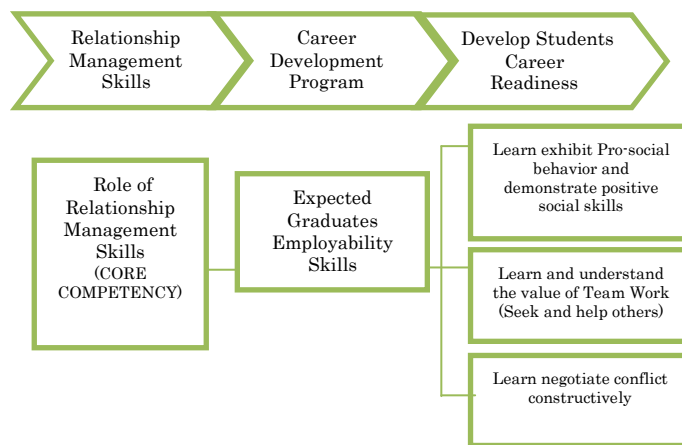 Relationship
Management
Skills
Career
Development
Program
Develop Students
Career
Readiness
Role of
Relationship
Management
Skills
(CORE
COMPETENCY)
Expected
Graduates
Employability
Skills
Learn exhibit Pro-social
behavior and
demonstrate positive
social skills
Learn and understand
the value of Team Work
(Seek and help others)
Learn negotiate conflict
constructively